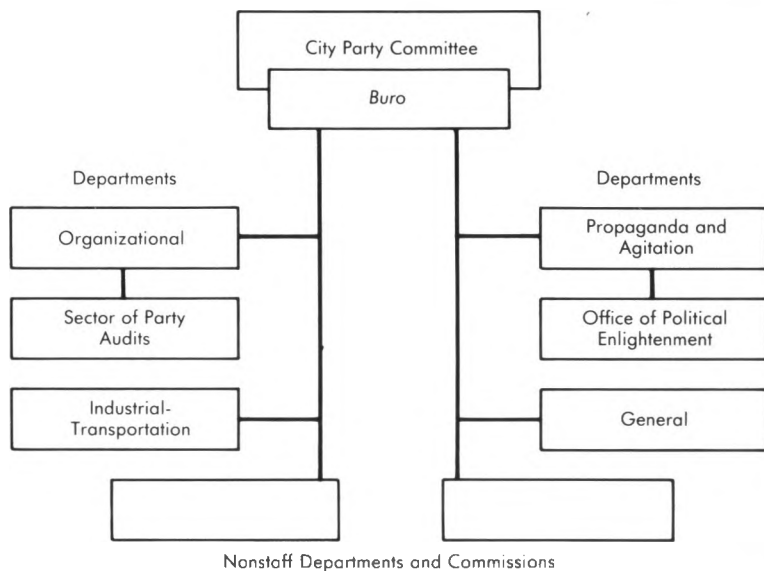 City Party Committee
Buro
Departments
Departments
Organizational
Propaganda and
Agitation
Sector of Party
Audits
Office of Political
Enlightenment
Industrial-
Transportation
General
Nonstaff Departments and Commissions